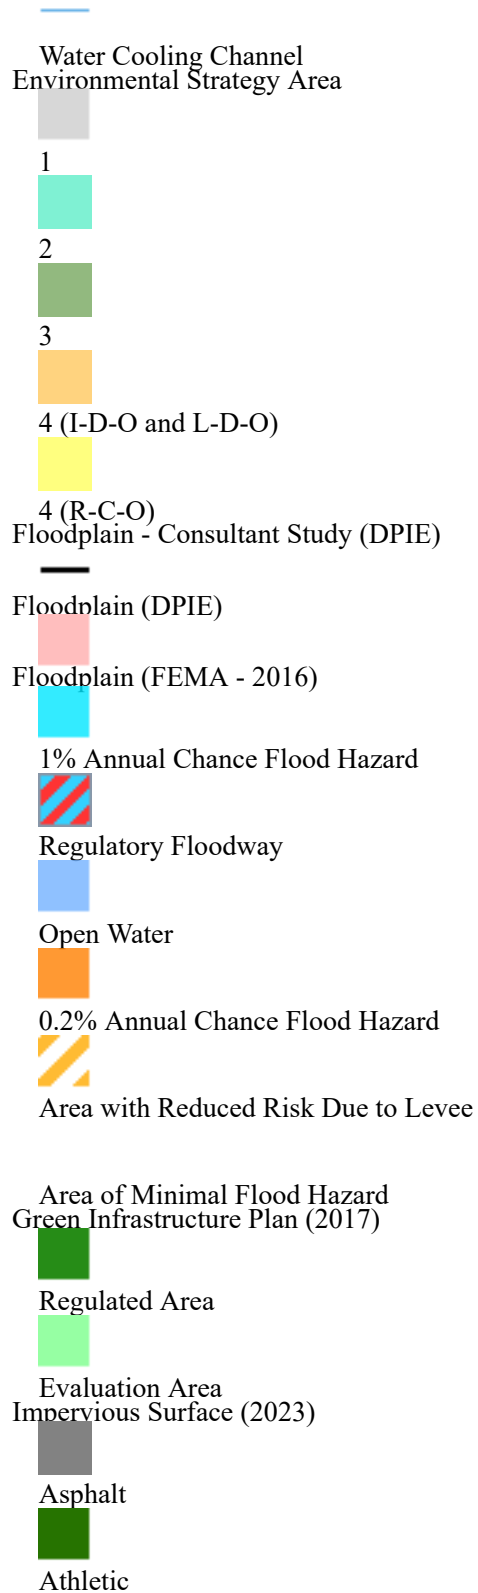 Water Cooling Channel
Environmental Strategy Area
1
2
3
4 (I-D-O and L-D-O)
4 (R-C-O)
Floodplain - Consultant Study (DPIE)
Floodplain (DPIE)
Floodplain (FEMA - 2016)
1% Annual Chance Flood Hazard
Regulatory Floodway
Open Water
0.2% Annual Chance Flood Hazard
Area with Reduced Risk Due to Levee
Area of Minimal Flood Hazard
Green Infrastructure Plan (2017)
Regulated Area
Evaluation Area
Impervious Surface (2023)
Asphalt
Athletic